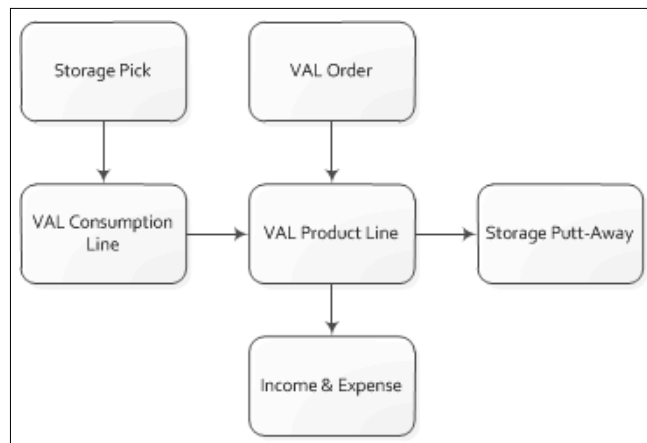 Storage Pick
VAL Order
VAL Consumption
Line
VAL Product Line
Storage Putt-Away
Income & Expense